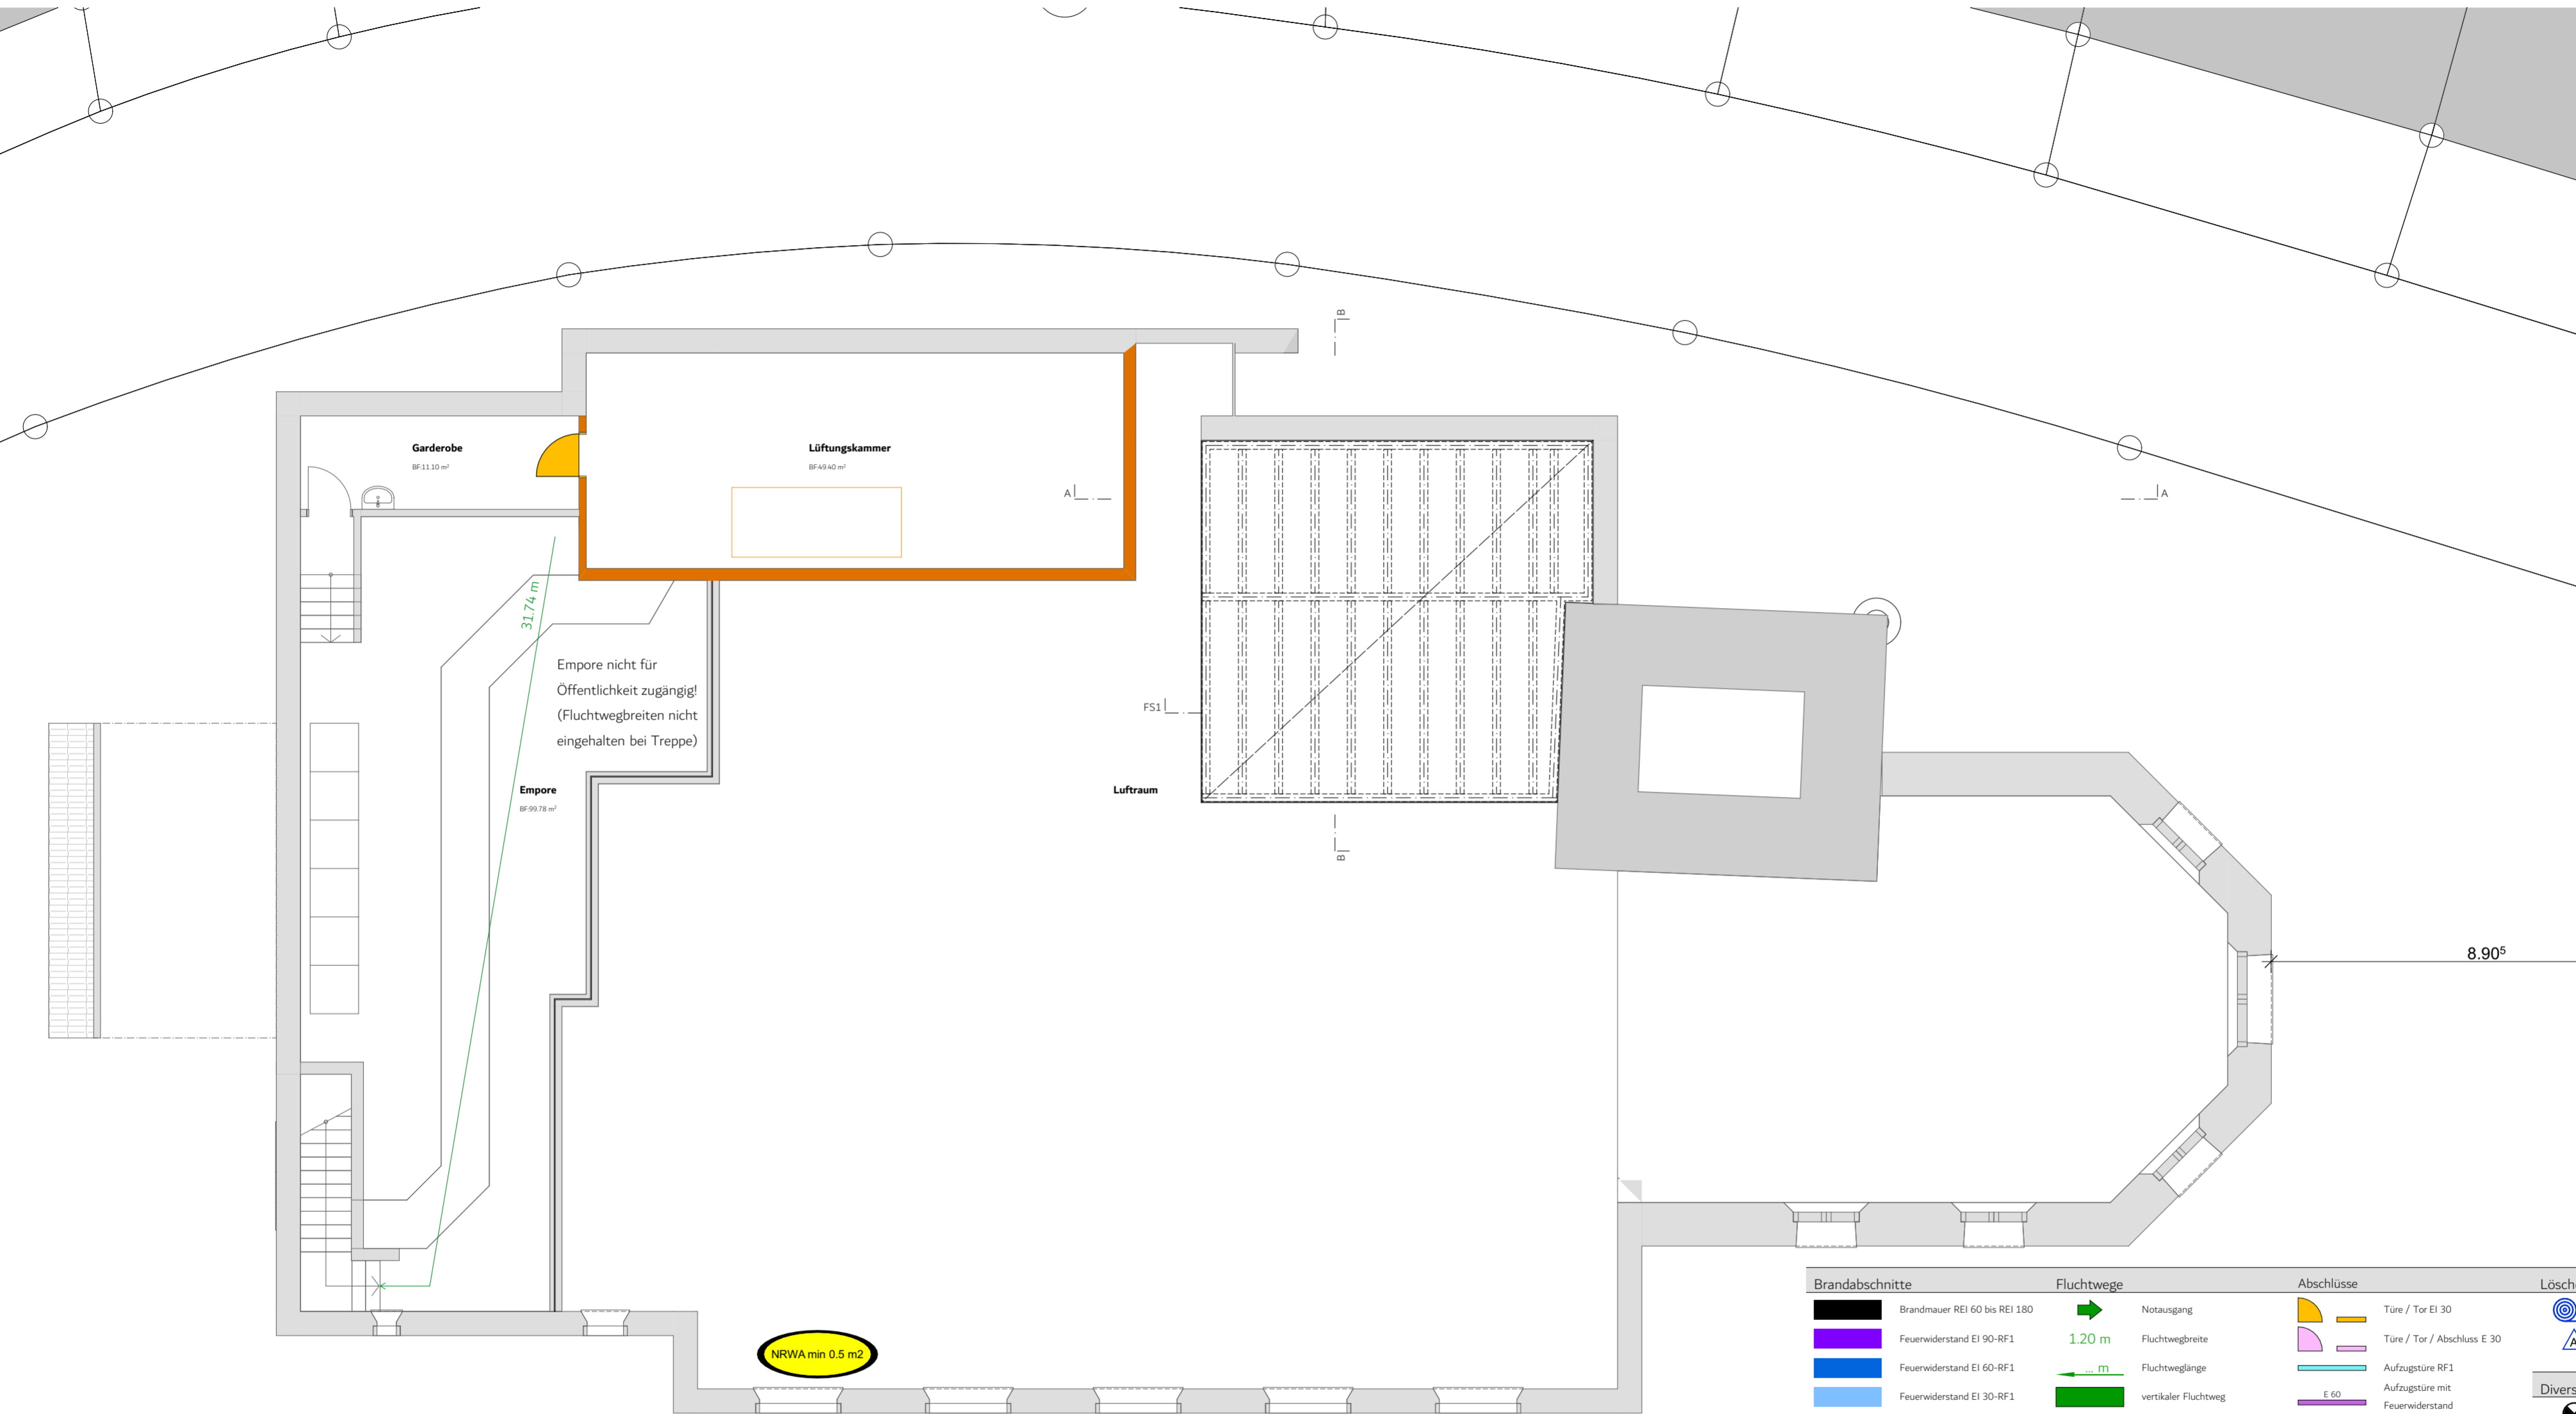 B
Garderobe
BF:11.10 m²
Lüftungskammer
BF:49.40 m²
A
A
31.74 m
Empore nicht für
Öffentlichkeit zugängig!
(Fluchtwegbreiten nicht
eingehalten bei Treppe)
FS1
Empore
BF:99.78 m²
Luftraum
B
8.90⁵
NRWA min 0.5 m2
Brandabschnitte
Brandmauer REI 60 bis REI 180
Feuerwiderstand EI 90-RF1
Feuerwiderstand EI 60-RF1
Feuerwiderstand EI 30-RF1
Fluchtwege
Notausgang
1.20 m Fluchtwegbreite
... m Fluchtweglänge
vertikaler Fluchtweg
Abschlüsse
Türe / Tor EI 30
Türe / Tor / Abschluss E 30
Aufzugstüre RF1
E 60 Aufzugstüre mit
Feuerwiderstand
Lösch
A
Divers